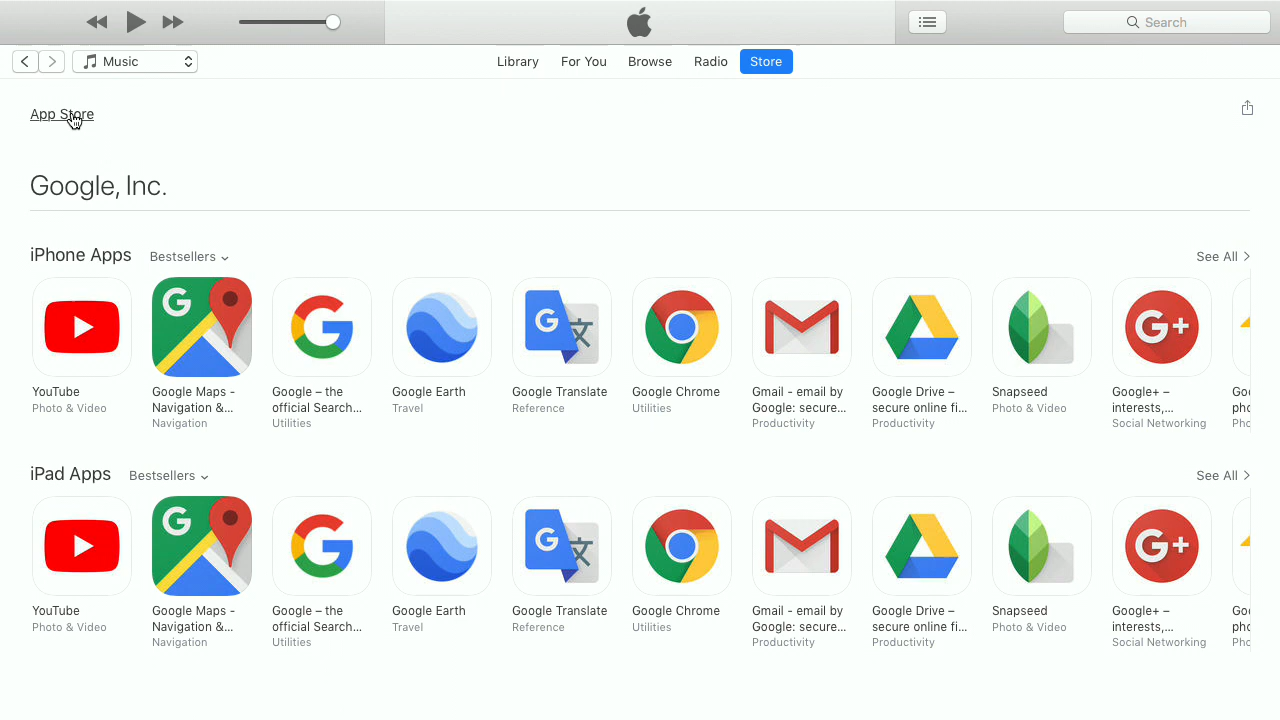 Search
Music
Library
For You
Browse
Radio
Store
App Store
Google, Inc.
iPhone Apps
Bestsellers
See All
YouTube
Photo & Video
Google Maps -
Navigation &...
Navigation
Google – the
official Search...
Utilities
Google Earth
Travel
Google Translate
Reference
Google Chrome
Utilities
Gmail - email by
Google: secure...
Productivity
Google Drive –
secure online fi...
Productivity
Snapseed
Photo & Video
Google+ –
interests,...
Social Networking
iPad Apps
Bestsellers
See All
YouTube
Photo & Video
Google Maps -
Navigation &...
Navigation
Google – the
official Search...
Utilities
Google Earth
Travel
Google Translate
Reference
Google Chrome
Utilities
Gmail - email by
Google: secure...
Productivity
Google Drive –
secure online fi...
Productivity
Snapseed
Photo & Video
Google+ –
interests,...
Social Networking